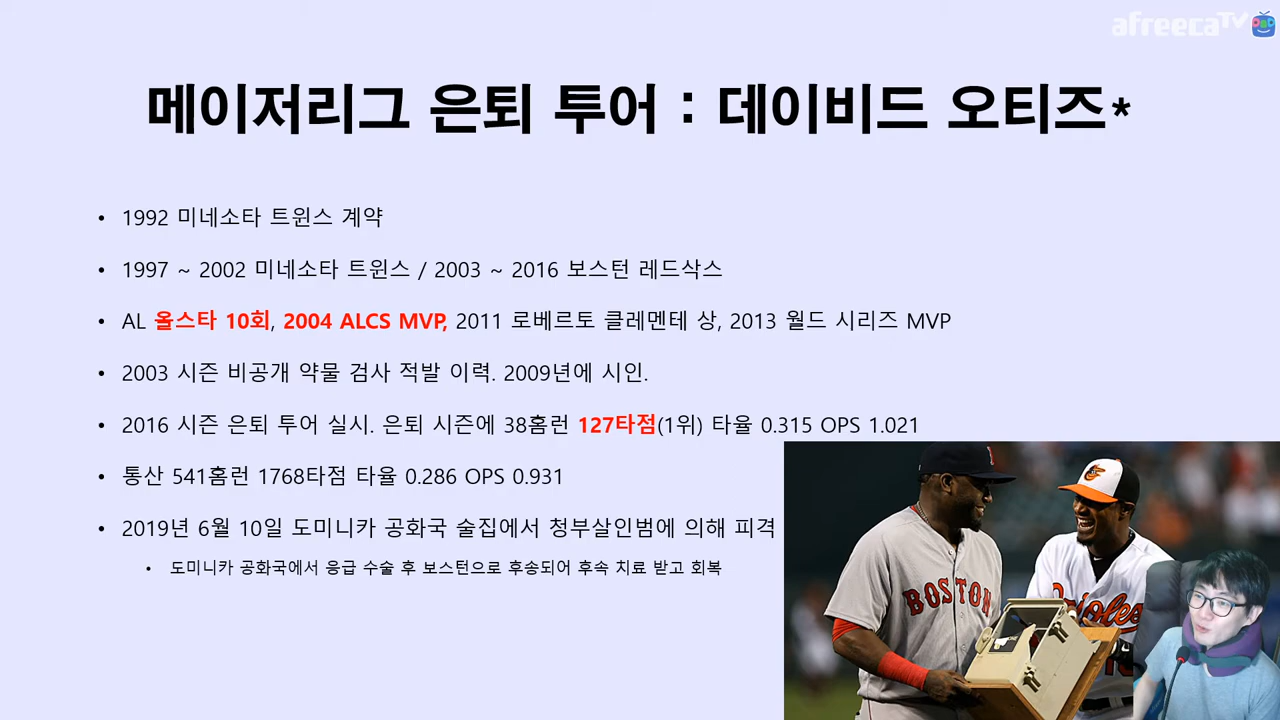 afreecaTV
메이저리그 은퇴 투어 : 데이비드 오티즈*
• 1992 미네소타 트윈스 계약
• 1997 ~ 2002 미네소타 트윈스 / 2003 ~ 2016 보스턴 레드삭스
• AL 올스타 10회, 2004 ALCS MVP, 2011 로베르토 클레멘테 상, 2013 월드 시리즈 MVP
• 2003 시즌 비공개 약물 검사 적발 이력. 2009년에 시인.
• 2016 시즌 은퇴 투어 실시. 은퇴 시즌에 38홈런 127타점(1위) 타율 0.315 OPS 1.021
• 통산 541홈런 1768타점 타율 0.286 OPS 0.931
• 2019년 6월 10일 도미니카 공화국 술집에서 청부살인범에 의해 피격
• 도미니카 공화국에서 응급 수술 후 보스턴으로 후송되어 후속 치료 받고 회복
BOSTON
Orioles